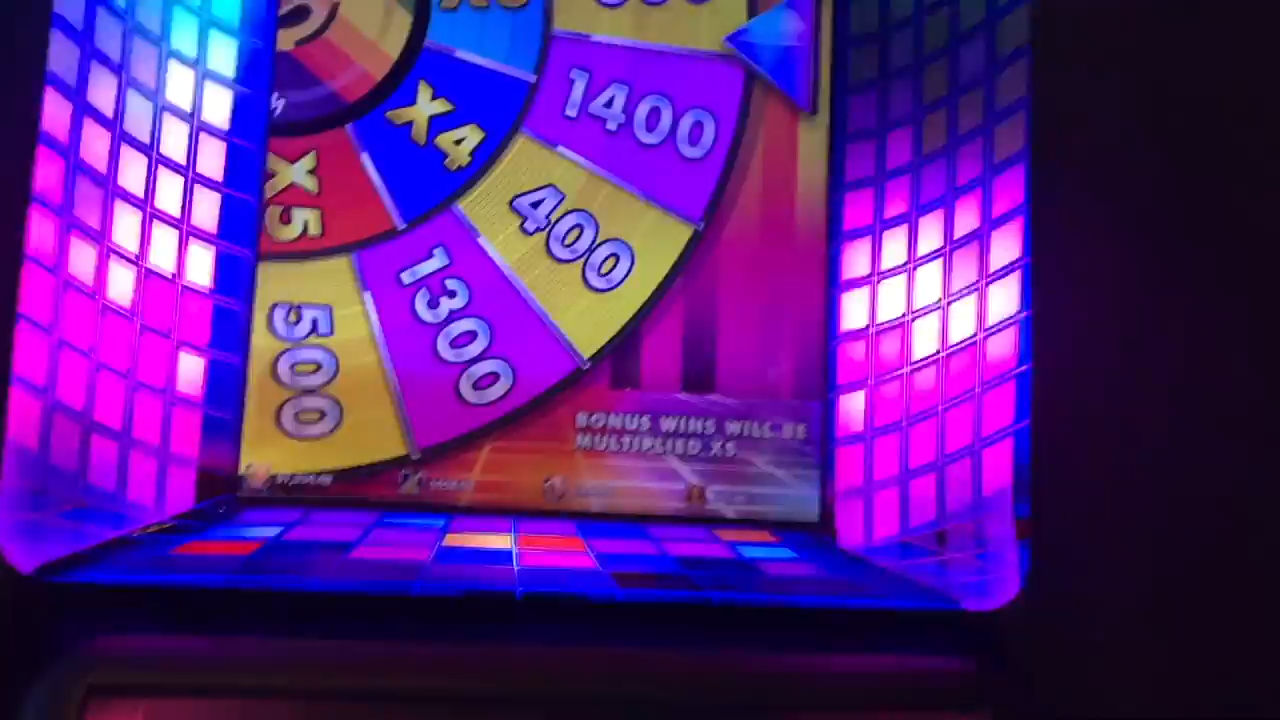 1400
X4
400
X5
1300
500
BONUS WINS WILL BE
MULTIPLIED X5